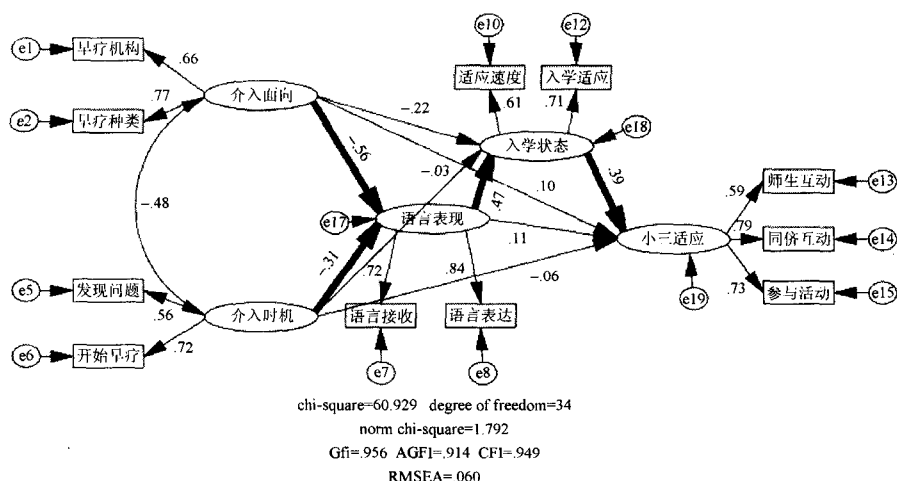 e10
e12
e1
早疗机构
.66
适应速度
入学适应
e2
早疗种类
.77
介入面向
-.22
.61
.71
e18
入学状态
-.56
-.03
.10
.39
师生互动
e13
-.48
.59
e17
语言表现
.47
.79
小三适应
同侪互动
e14
.11
发现问题
e5
-.31
.72
.84
-.06
.73
参与活动
e15
.56
介入时机
e19
e6
开始早疗
.72
语言接收
语言表达
e7
e8
chi-square=60.929 degree of freedom=34
norm chi-square=1.792
Gfi=.956 AGFI=.914 CFI=.949
RMSEA=.060